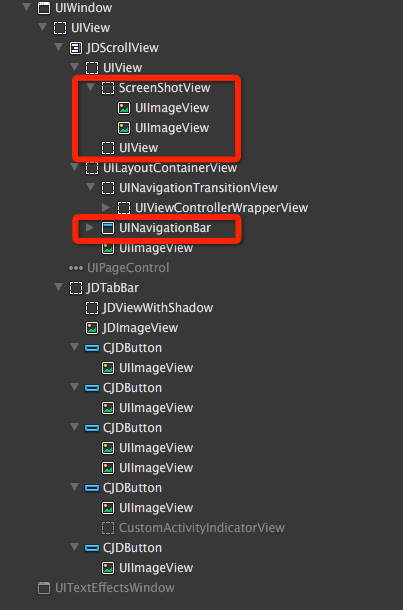 UIWindow
UIView
JDScrollView
UIView
ScreenShotView
UIImageView
UIImageView
UIView
UILayoutContainerView
UINavigationTransitionView
UIViewControllerWrapperView
UINavigationBar
UIImageView
UIPageControl
JDTabBar
JDViewWithShadow
JDImageView
CJDButton
UIImageView
CJDButton
UIImageView
CJDButton
UIImageView
UIImageView
CJDButton
UIImageView
CustomActivityIndicatorView
CJDButton
UIImageView
UITextEffectsWindow